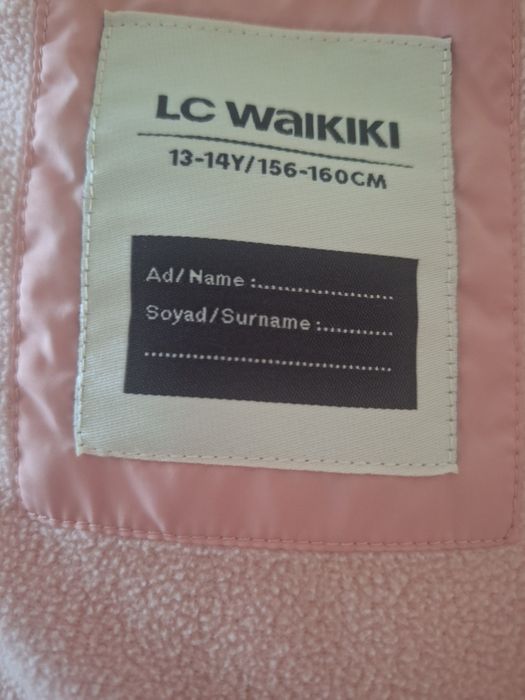 LC WAIKIKI
13-14Y/156-160CM
Ad/Name :....................
Soyad/Surname :...........
.....................................